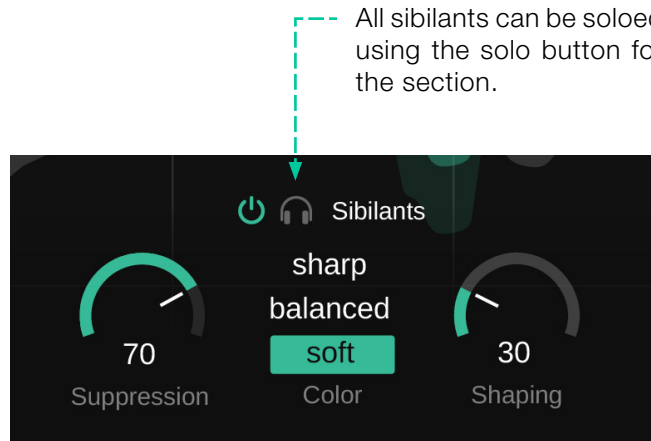 All sibilants can be soloed
using the solo button fo
the section.
Sibilants
sharp
balanced
70 soft 30
Suppression Color Shaping